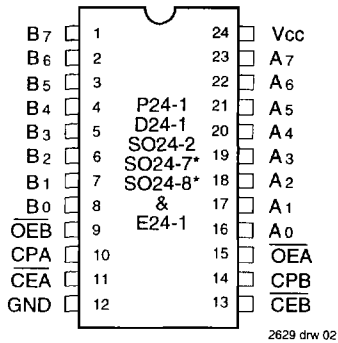 B7 1 24 Vcc
B6 2 23 A7
B5 3 22 A6
B4 4 P24-1 21 A5
B3 5 D24-1 20 A4
B2 6 SO24-2 19 A3
B1 7 SO24-7* 18 A2
B0 8 SO24-8* 17 A1
OEB 9 & 16 A0
CPA 10 E24-1 15 OEA
CEA 11 14 CPB
GND 12 13 CEB
2629 drw 02